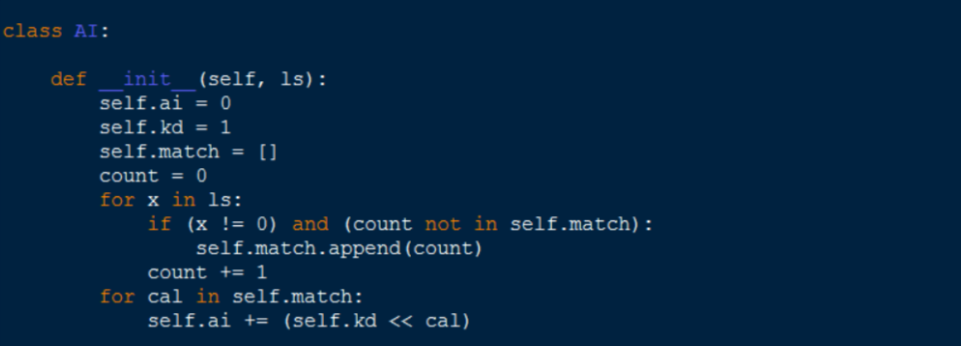 class AI:
    def __init__(self, ls):
        self.ai = 0
        self.kd = 1
        self.match = []
        count = 0
        for x in ls:
            if (x != 0) and (count not in self.match):
                self.match.append(count)
            count += 1
        for cal in self.match:
            self.ai += (self.kd << cal)